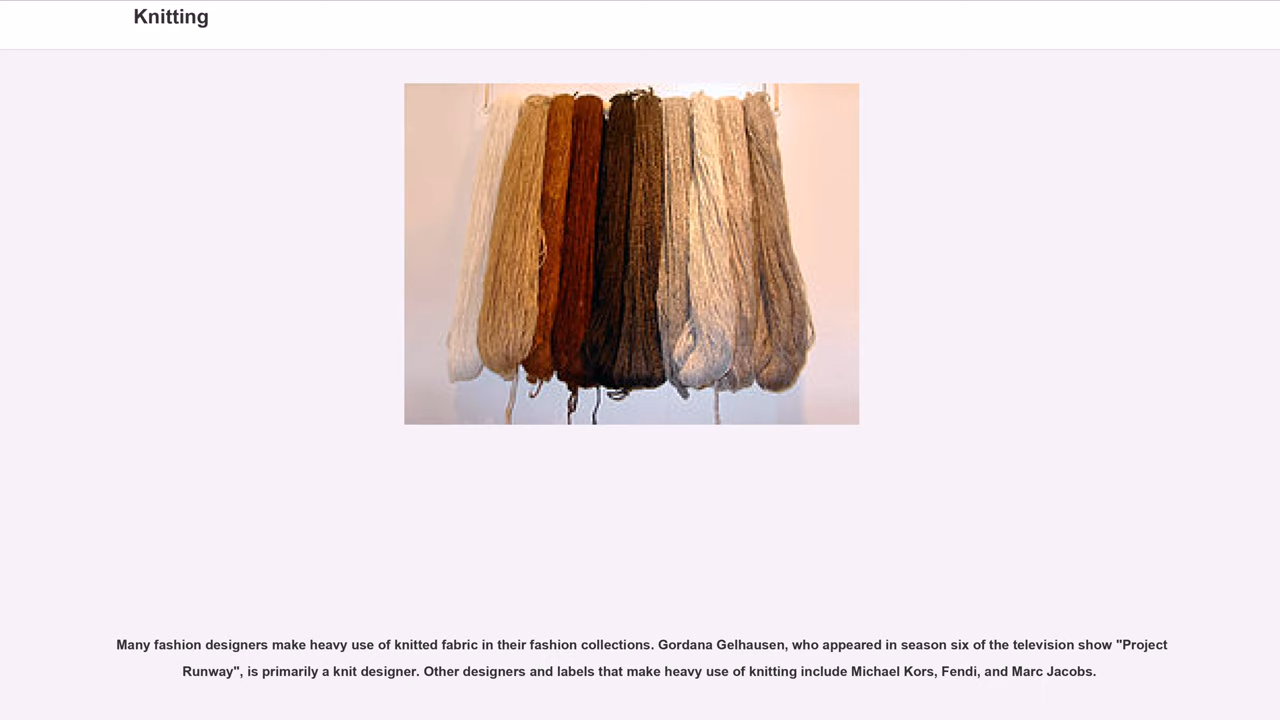 Knitting
Many fashion designers make heavy use of knitted fabric in their fashion collections. Gordana Gelhausen, who appeared in season six of the television show "Project
Runway", is primarily a knit designer. Other designers and labels that make heavy use of knitting include Michael Kors, Fendi, and Marc Jacobs.